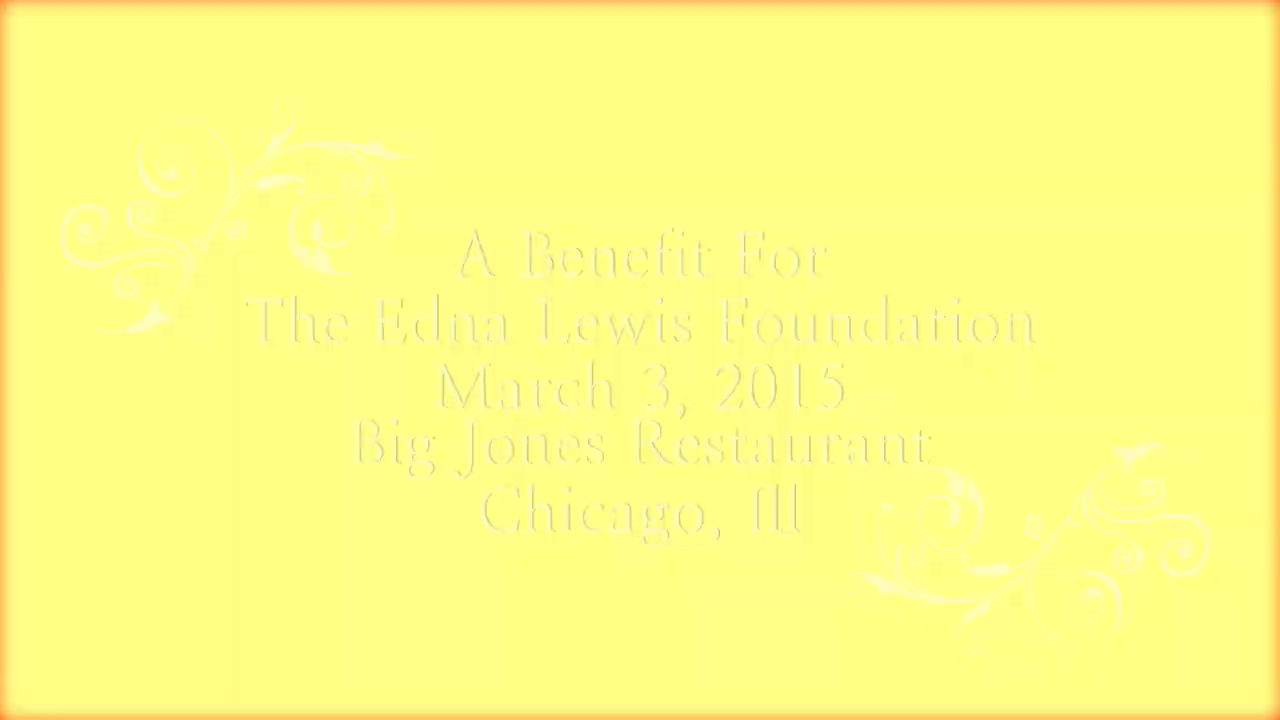 A Benefit For
The Edna Lewis Foundation
March 3, 2015
Big Jones Restaurant
Chicago, Ill